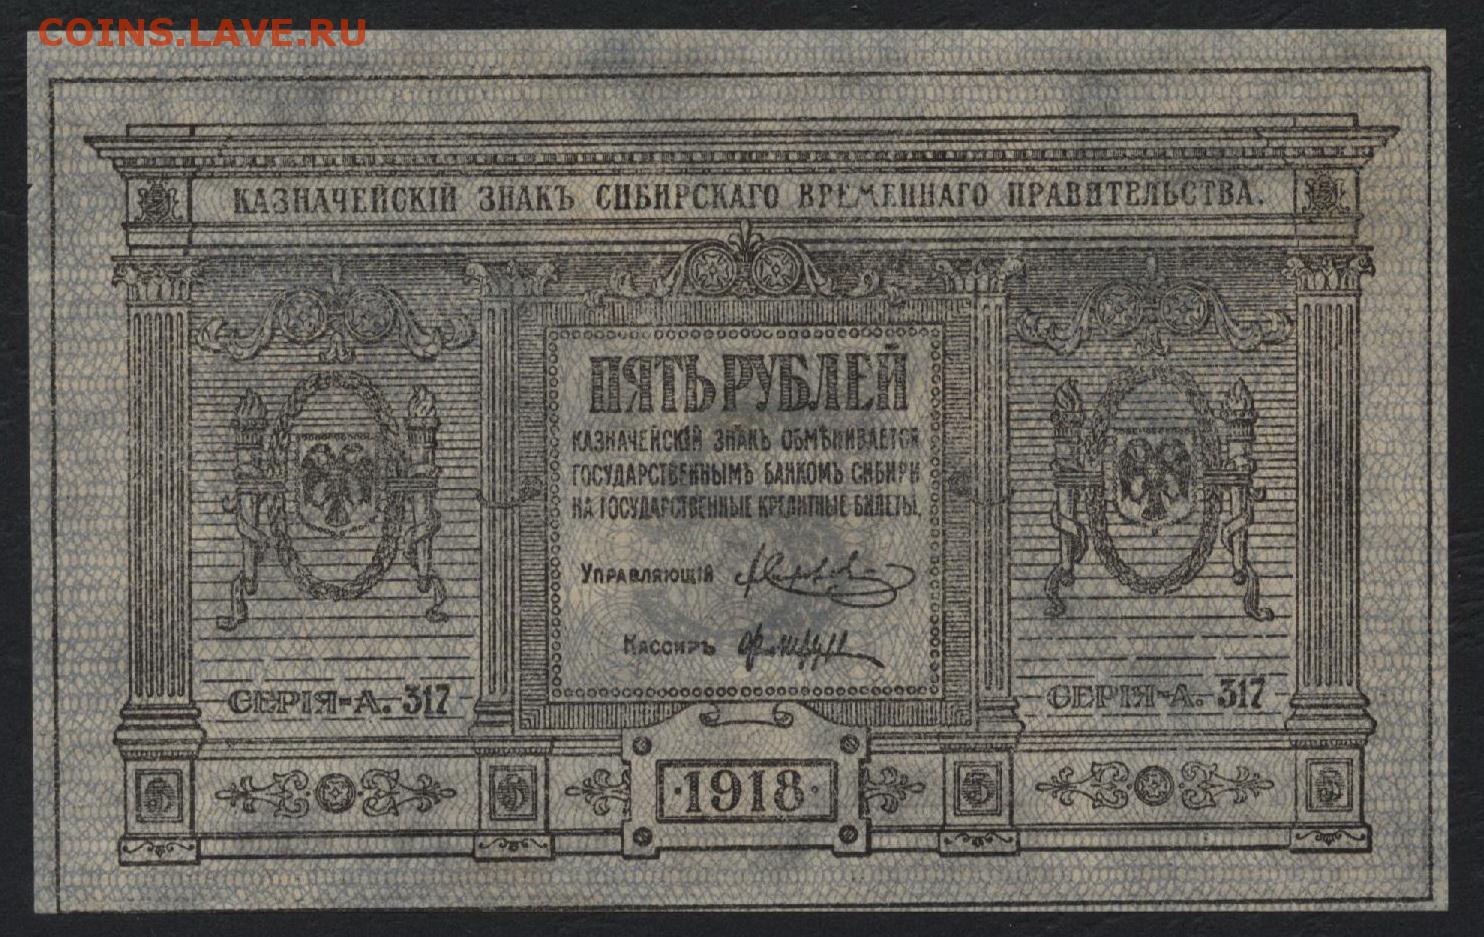 COINS.LAVE.RU
КАЗНАЧЕЙСКІЙ ЗНАКЪ СИБИРСКАГО ВРЕМЕННАГО ПРАВИТЕЛЬСТВА.
ПЯТЬ РУБЛЕЙ
КАЗНАЧЕЙСКІЙ ЗНАКЪ ОБМѢНИВАЕТСЯ
ГОСУДАРСТВЕННЫМЪ БАНКОМЪ СИБИРИ
НА ГОСУДАРСТВЕННЫЕ КРЕДИТНЫЕ БИЛЕТЫ.
УПРАВЛЯЮЩІЙ
КАССИРЪ
СЕРІЯ-А. 317
СЕРІЯ-А. 317
5 5 ·1918· 5 5